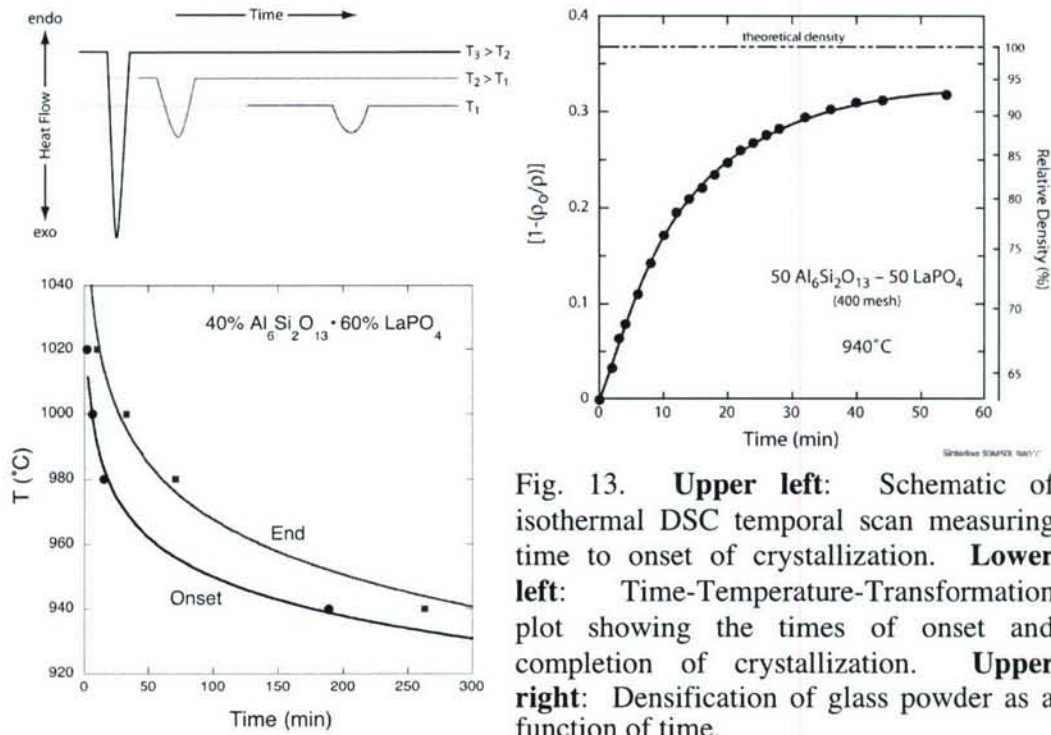 endo
Time
T₃ > T₂
T₂ > T₁
T₁
Heat Flow
exo
1040
1020
1000
980
960
940
920
T (°C)
40% Al₆Si₂O₁₃ • 60% LaPO₄
End
Onset
0 50 100 150 200 250 300
Time (min)
0.4
0.3
0.2
0.1
0
[1-(ρ₀/ρ)]
theoretical density
100
95
90
85
80
75
70
65
Relative Density (%)
50 Al₆Si₂O₁₃ – 50 LaPO₄
(400 mesh)
940°C
0 10 20 30 40 50 60
Time (min)
Fig. 13. Upper left: Schematic of
isothermal DSC temporal scan measuring
time to onset of crystallization. Lower
left: Time-Temperature-Transformation
plot showing the times of onset and
completion of crystallization. Upper
right: Densification of glass powder as a
function of time.